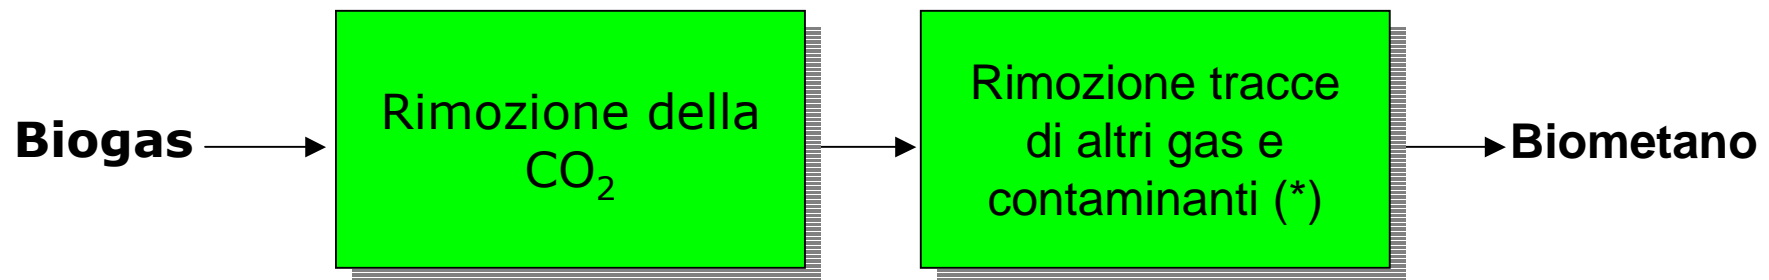 Biogas
Rimozione della
CO₂
Rimozione tracce
di altri gas e
contaminanti (*)
Biometano